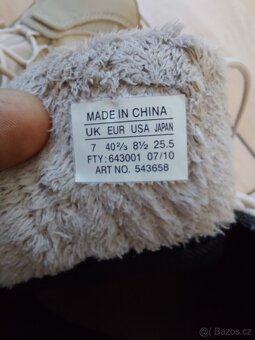 MADE IN CHINA
UK EUR USA JAPAN
7 40⅔ 8½ 25.5
FTY: 643001 07/10
ART NO. 543658
Bazos.cz